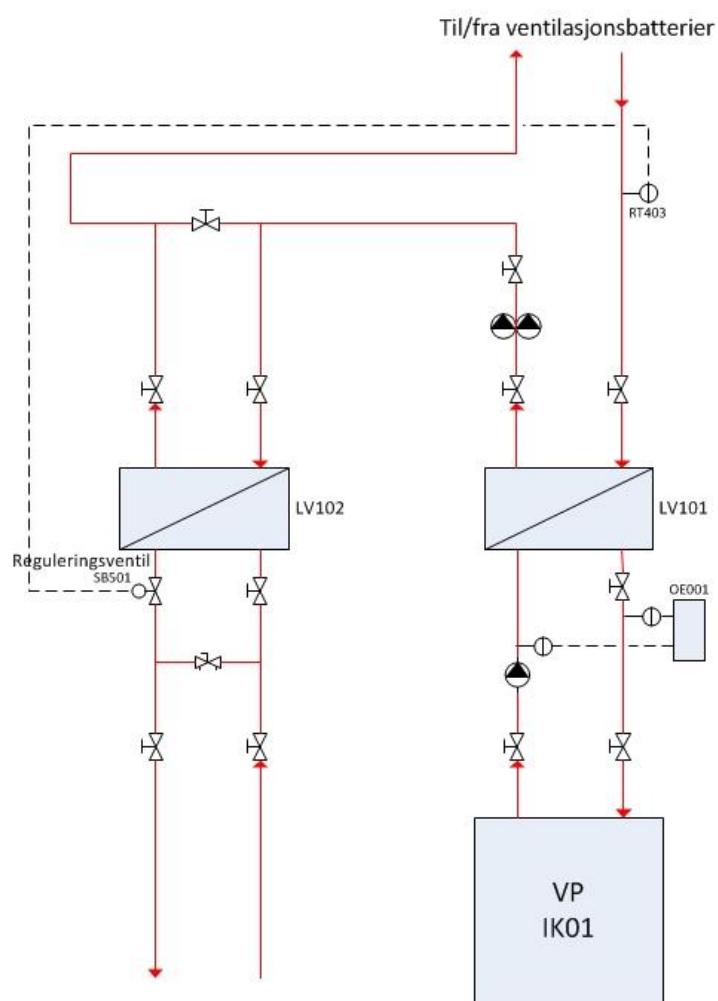 Til/fra ventilasjonsbatterier
RT403
LV102
LV101
Reguleringsventil
SB501
OE001
VP
IK01